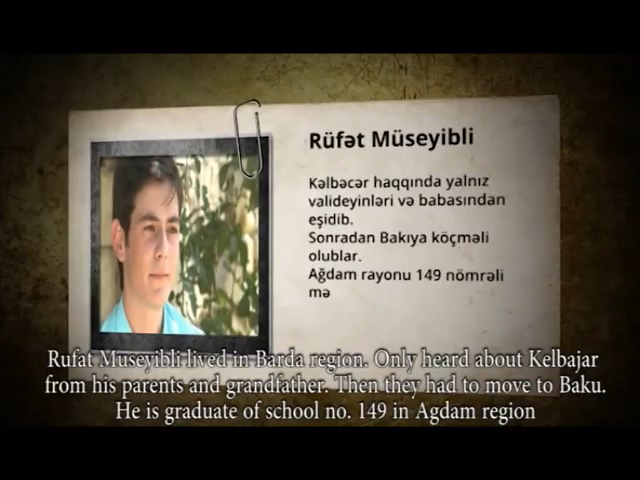 Rüfət Müseyibli
Kəlbəcər haqqında yalnız
valideyinləri və babasından
eşidib.
Sonradan Bakıya köçməli
olublar.
Ağdam rayonu 149 nömrəli
mə
Rufat Museyibli lived in Barda region. Only heard about Kelbajar
from his parents and grandfather. Then they had to move to Baku.
He is graduate of school no. 149 in Agdam region